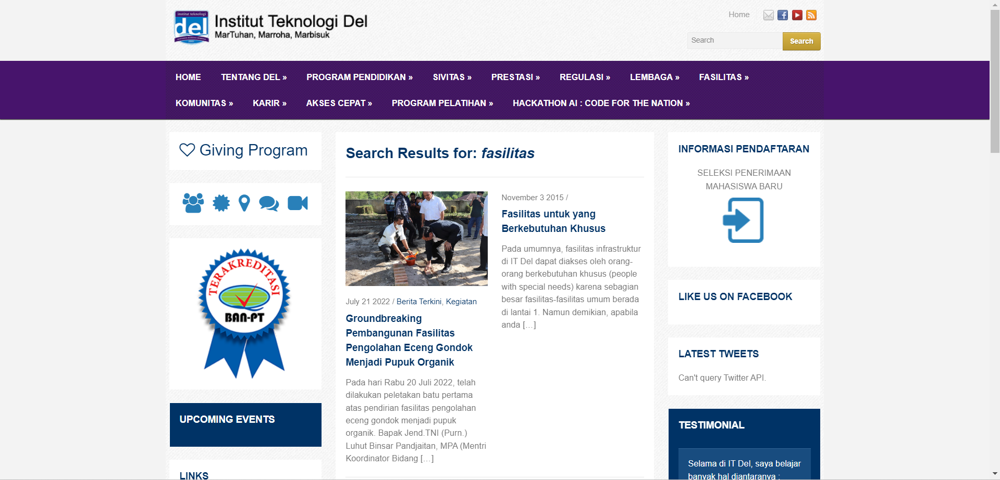 institut teknologi
del
Institut Teknologi Del
MarTuhan, Marroha, Marbisuk
Home
Search
Search
HOME
TENTANG DEL »
PROGRAM PENDIDIKAN »
SIVITAS »
PRESTASI »
REGULASI »
LEMBAGA »
FASILITAS »
KOMUNITAS »
KARIR »
AKSES CEPAT »
PROGRAM PELATIHAN »
HACKATHON AI : CODE FOR THE NATION »
Giving Program
TERAKREDITASI
BAN-PT
UPCOMING EVENTS
LINKS
Search Results for: fasilitas
July 21 2022 / Berita Terkini, Kegiatan
Groundbreaking
Pembangunan Fasilitas
Pengolahan Eceng Gondok
Menjadi Pupuk Organik
Pada hari Rabu 20 Juli 2022, telah
dilakukan peletakan batu pertama
atas pendirian fasilitas pengolahan
eceng gondok menjadi pupuk
organik. Bapak Jend.TNI (Purn.)
Luhut Binsar Pandjaitan, MPA (Mentri
Koordinator Bidang […]
November 3 2015 /
Fasilitas untuk yang
Berkebutuhan Khusus
Pada umumnya, fasilitas infrastruktur
di IT Del dapat diakses oleh orang-
orang berkebutuhan khusus (people
with special needs) karena sebagian
besar fasilitas-fasilitas umum berada
di lantai 1. Namun demikian, apabila
anda […]
INFORMASI PENDAFTARAN
SELEKSI PENERIMAAN
MAHASISWA BARU
LIKE US ON FACEBOOK
LATEST TWEETS
Can't query Twitter API.
TESTIMONIAL
Selama di IT Del, saya belajar
banyak hal diantaranya :